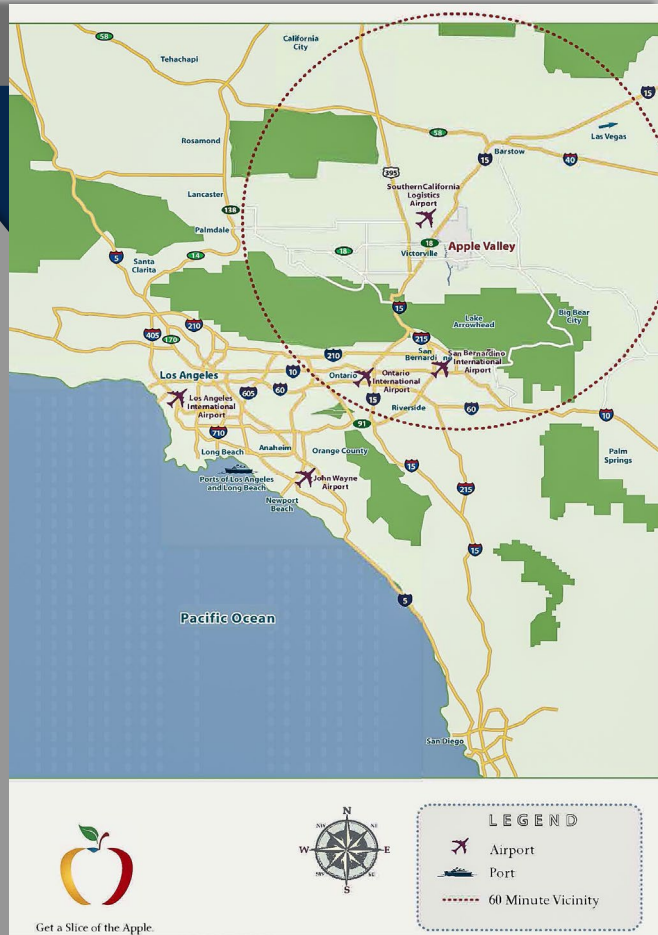 58
California
City
Tehachapi
15
Las Vegas
Rosamond
58
15
Barstow
40
395
Southern California
Logistics
Airport
Lancaster
138
Palmdale
18
18
Apple Valley
Victorville
14
5
Santa
Clarita
15
Lake
Arrowhead
Big Bear
City
405
170
210
215
210
San
Bernardino
San Bernardino
International
Airport
10
Los Angeles
Ontario
Ontario
International
Airport
605
60
15
Los Angeles
International
Airport
Riverside
60
10
91
710
Long Beach
Anaheim
Orange County
Palm
Springs
15
Ports of Los Angeles
and Long Beach
John Wayne
Airport
215
Newport
Beach
15
5
Pacific Ocean
San Diego
N
NW
NE
W
E
SW
SE
S
LEGEND
Airport
Port
60 Minute Vicinity
Get a Slice of the Apple.